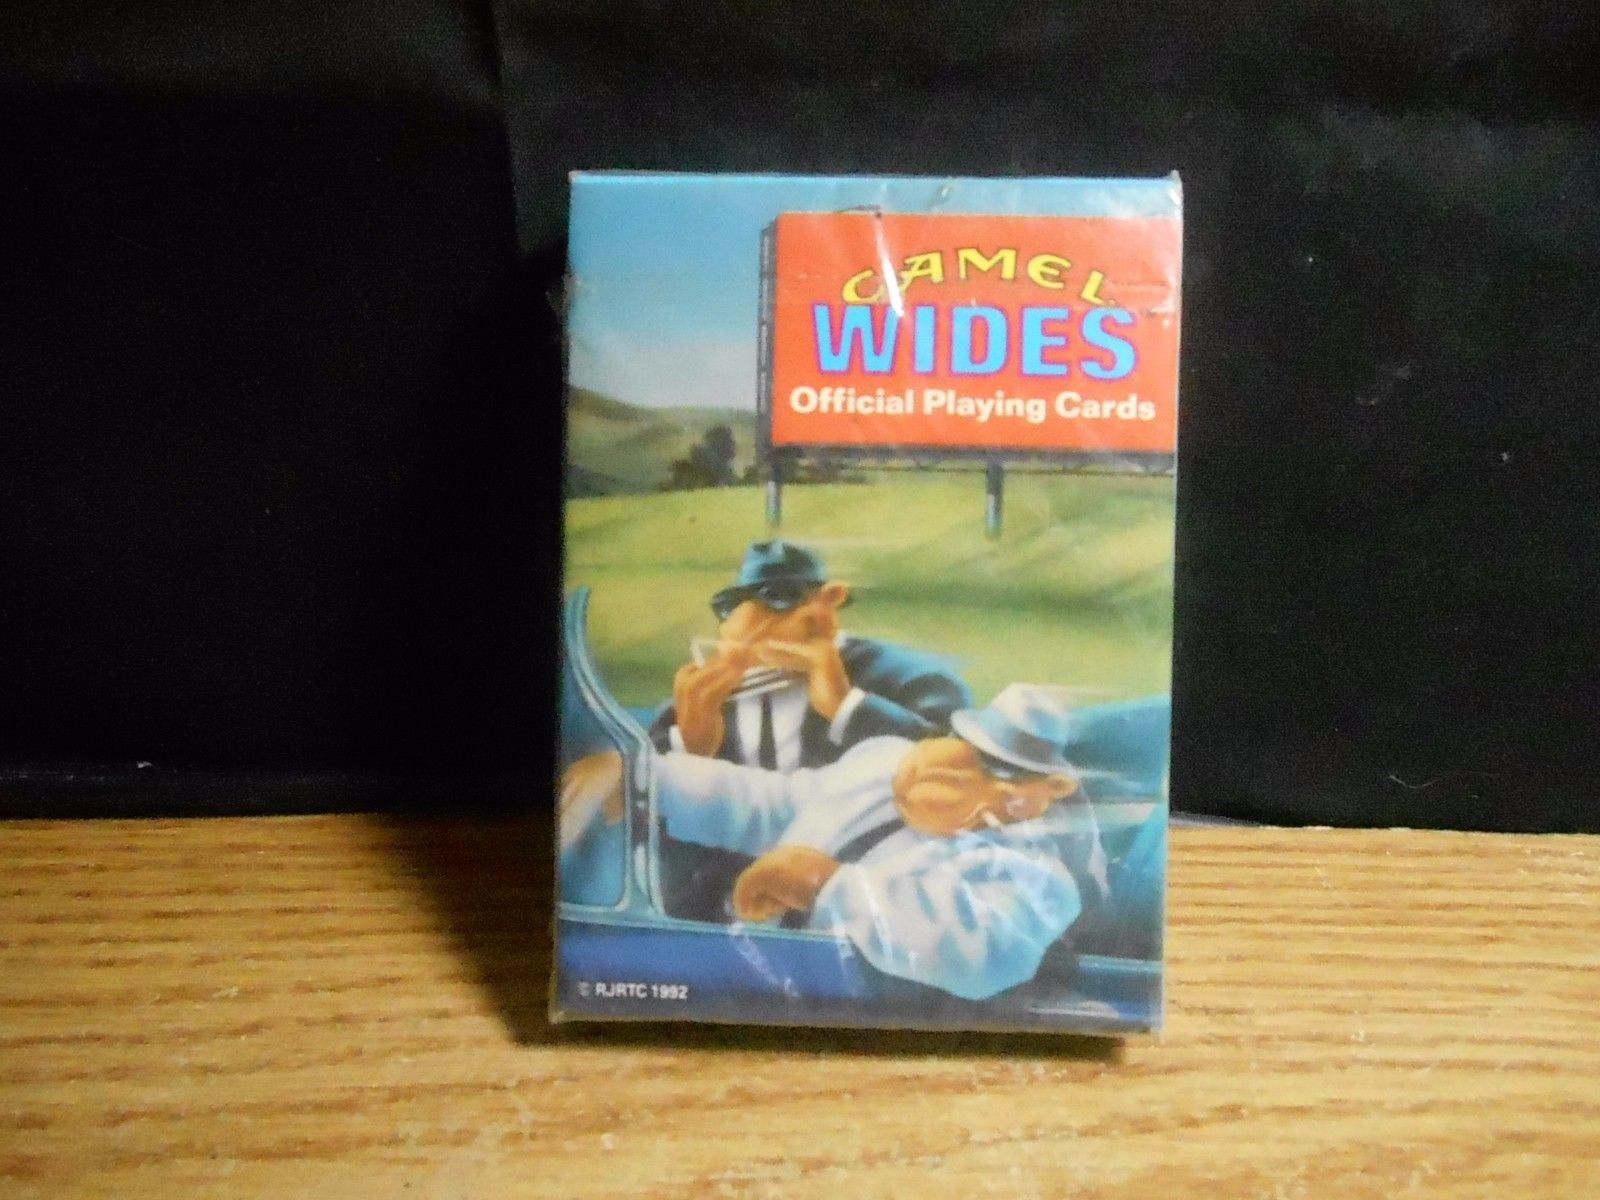 CAMEL
WIDES
Official Playing Cards
© RJRTC 1992